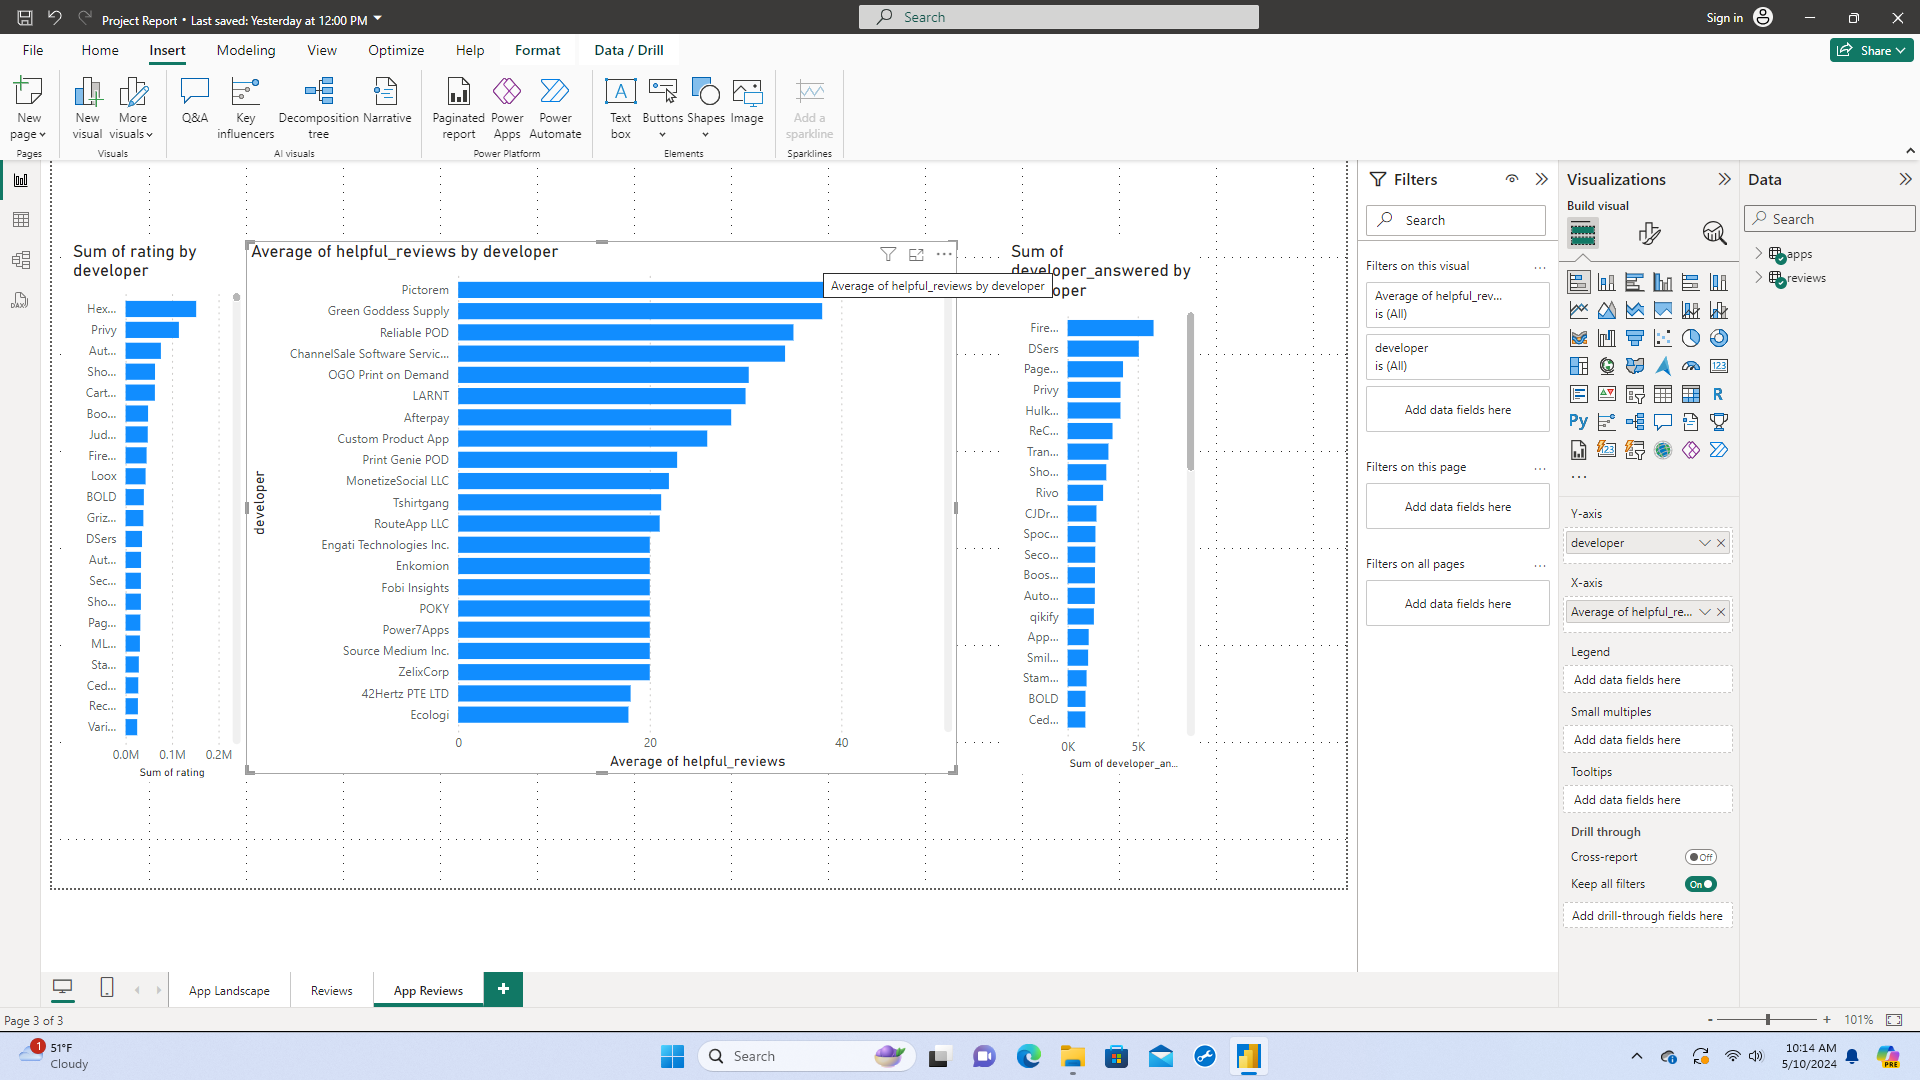 Project Report • Last saved: Yesterday at 12:00 PM
Search
Sign in
File
Home
Insert
Modeling
View
Optimize
Help
Format
Data / Drill
Share
New page
Pages
New visual
More visuals
Visuals
Q&A
Key influencers
Decomposition tree
Narrative
AI visuals
Paginated report
Power Apps
Power Automate
Power Platform
Text box
A
Buttons
Shapes
Image
Elements
Add a sparkline
Sparklines
DAX
Sum of rating by
developer
Hex...
Privy
Aut...
Sho...
Cart...
Boo...
Jud...
Fire...
Loox
BOLD
Griz...
DSers
Aut...
Sec...
Sho...
Pag...
ML...
Sta...
Ced...
Rec...
Vari...
0.0M 0.1M 0.2M
Sum of rating
Average of helpful_reviews by developer
Average of helpful_reviews by developer
developer
Pictorem
Green Goddess Supply
Reliable POD
ChannelSale Software Servic...
OGO Print on Demand
LARNT
Afterpay
Custom Product App
Print Genie POD
MonetizeSocial LLC
Tshirtgang
RouteApp LLC
Engati Technologies Inc.
Enkomion
Fobi Insights
POKY
Power7Apps
Source Medium Inc.
ZelixCorp
42Hertz PTE LTD
Ecologi
0 20 40
Average of helpful_reviews
Sum of
developer_answered by
oper
Fire...
DSers
Page...
Privy
Hulk...
ReC...
Tran...
Sho...
Rivo
CJDr...
Spoc...
Seco...
Boos...
Auto...
qikify
App...
Smil...
Stam...
BOLD
Ced...
0K 5K
Sum of developer_an...
Filters
Search
Filters on this visual
...
Average of helpful_rev...
is (All)
developer
is (All)
Add data fields here
Filters on this page
...
Add data fields here
Filters on all pages
...
Add data fields here
Visualizations
Build visual
123
R
Py
123
...
Y-axis
developer
X-axis
Average of helpful_re...
Legend
Add data fields here
Small multiples
Add data fields here
Tooltips
Add data fields here
Drill through
Cross-report
Off
Keep all filters
On
Add drill-through fields here
Data
Search
apps
reviews
App Landscape
Reviews
App Reviews
+
Page 3 of 3
- + 101%
1
51°F
Cloudy
Search
10:14 AM
5/10/2024
PRE